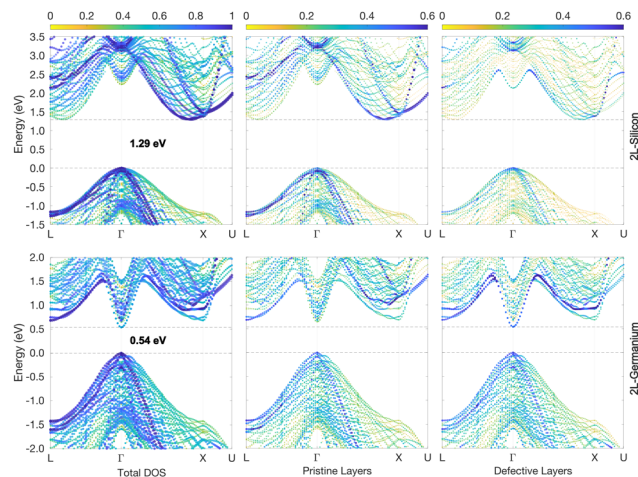 0 0.2 0.4 0.6 0.8 1 0 0.2 0.4 0.6 0 0.2 0.4 0.6
3.5
3.0
2.5
2.0
1.5
1.0
0.5
0.0
-0.5
-1.0
-1.5
Energy (eV)
1.29 eV
2L-Silicon
L Γ X U L Γ X U L Γ X U
2.0
1.5
1.0
0.5
0.0
-0.5
-1.0
-1.5
-2.0
Energy (eV)
0.54 eV
2L-Germanium
L Γ X U L Γ X U L Γ X U
Total DOS Pristine Layers Defective Layers